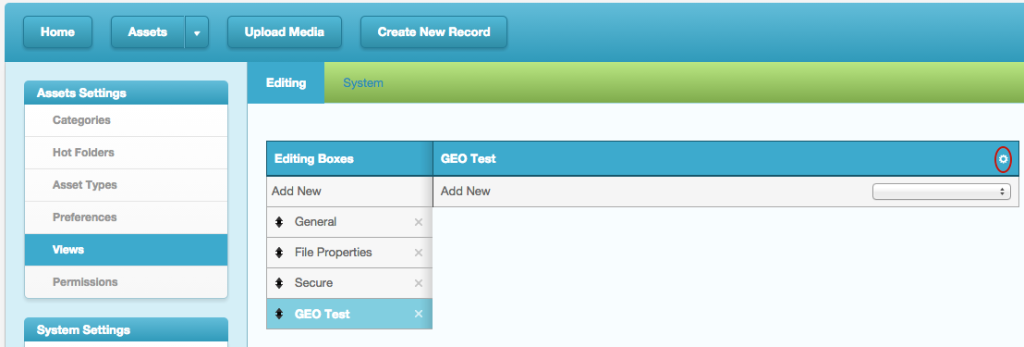 Home Assets Upload Media Create New Record
Editing System
Assets Settings
Categories
Hot Folders
Asset Types
Preferences
Views
Permissions
System Settings
Editing Boxes GEO Test
Add New Add New
General
File Properties
Secure
GEO Test